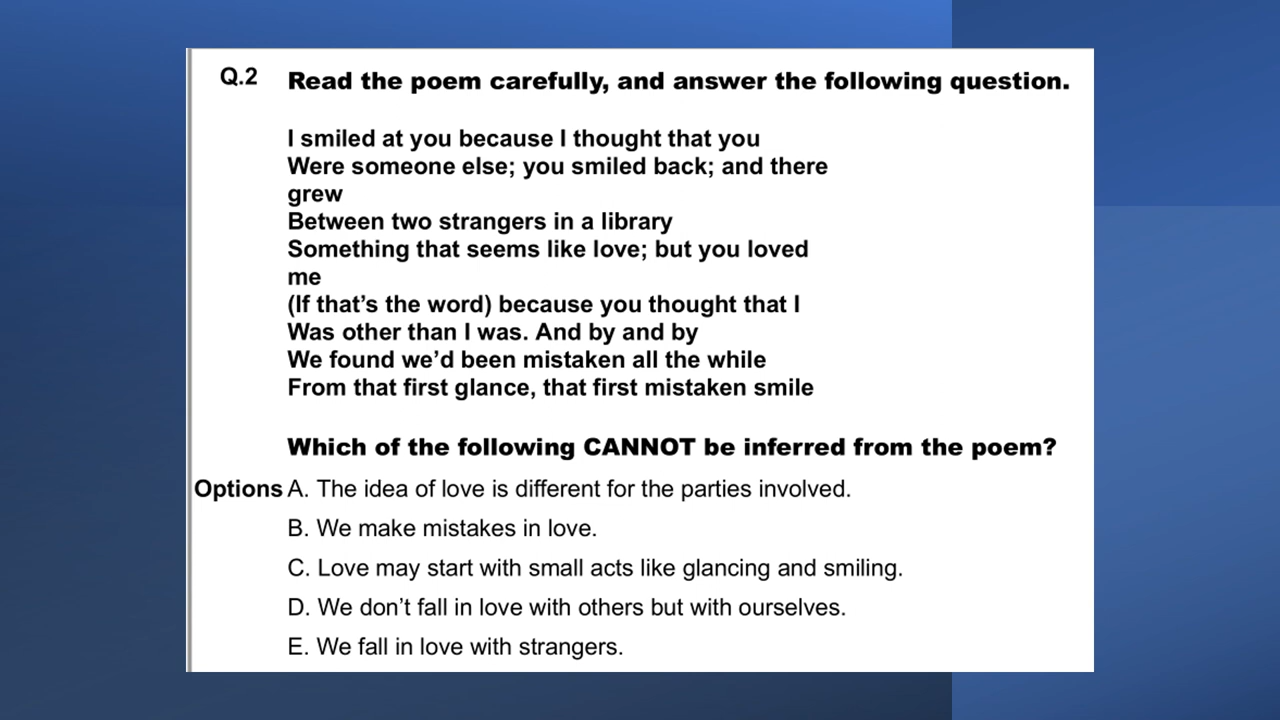 Q.2 Read the poem carefully, and answer the following question.
I smiled at you because I thought that you
Were someone else; you smiled back; and there
grew
Between two strangers in a library
Something that seems like love; but you loved
me
(If that’s the word) because you thought that I
Was other than I was. And by and by
We found we’d been mistaken all the while
From that first glance, that first mistaken smile
Which of the following CANNOT be inferred from the poem?
Options A. The idea of love is different for the parties involved.
B. We make mistakes in love.
C. Love may start with small acts like glancing and smiling.
D. We don’t fall in love with others but with ourselves.
E. We fall in love with strangers.